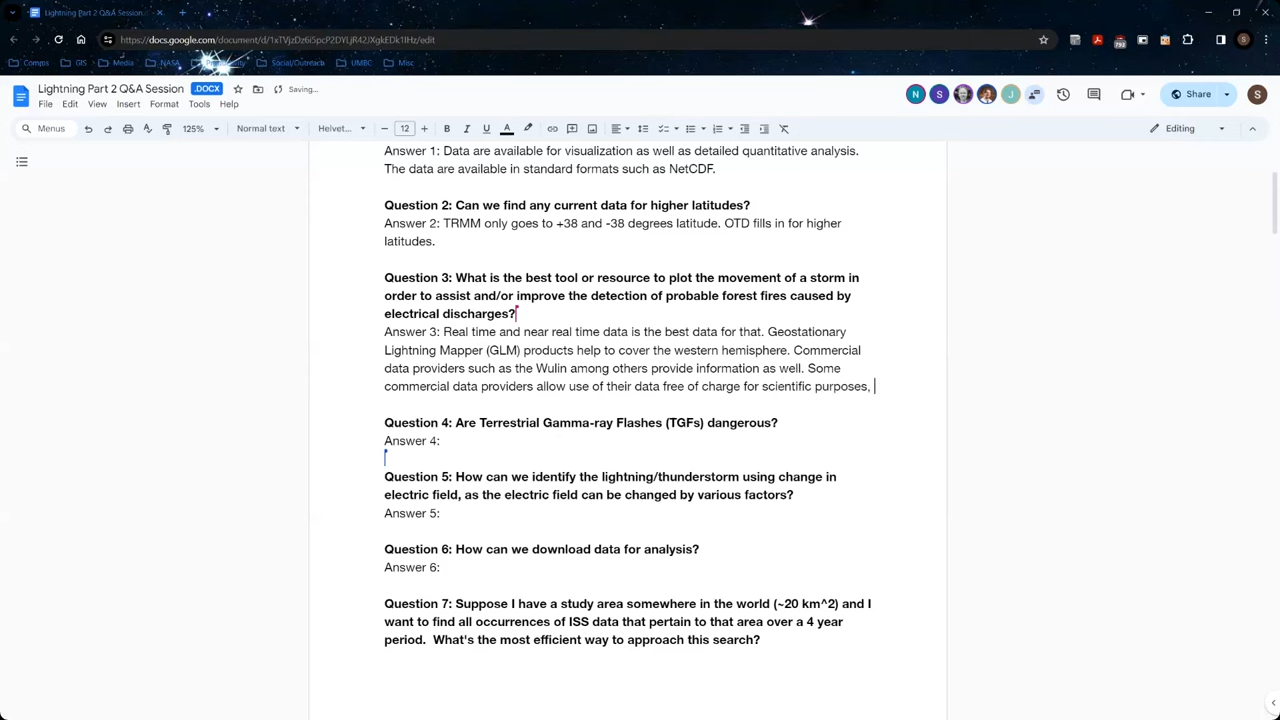 Lightning Part 2 Q&A Session
https://docs.google.com/document/d/1xTVjzDz6i5pcP2DYLjR42JXgkEDk1IHz/edit
Comps
GIS
Media
NASA
Social/Outreach
UMBC
Misc
Lightning Part 2 Q&A Session
.DOCX
Saving...
File Edit View Insert Format Tools Help
Share
S
N
S
J
Menus
125%
Normal text
Helvet...
12
Editing
Answer 1: Data are available for visualization as well as detailed quantitative analysis.
The data are available in standard formats such as NetCDF.
Question 2: Can we find any current data for higher latitudes?
Answer 2: TRMM only goes to +38 and -38 degrees latitude. OTD fills in for higher
latitudes.
Question 3: What is the best tool or resource to plot the movement of a storm in
order to assist and/or improve the detection of probable forest fires caused by
electrical discharges?
Answer 3: Real time and near real time data is the best data for that. Geostationary
Lightning Mapper (GLM) products help to cover the western hemisphere. Commercial
data providers such as the Wulin among others provide information as well. Some
commercial data providers allow use of their data free of charge for scientific purposes,
Question 4: Are Terrestrial Gamma-ray Flashes (TGFs) dangerous?
Answer 4:
Question 5: How can we identify the lightning/thunderstorm using change in
electric field, as the electric field can be changed by various factors?
Answer 5:
Question 6: How can we download data for analysis?
Answer 6:
Question 7: Suppose I have a study area somewhere in the world (~20 km^2) and I
want to find all occurrences of ISS data that pertain to that area over a 4 year
period.  What's the most efficient way to approach this search?